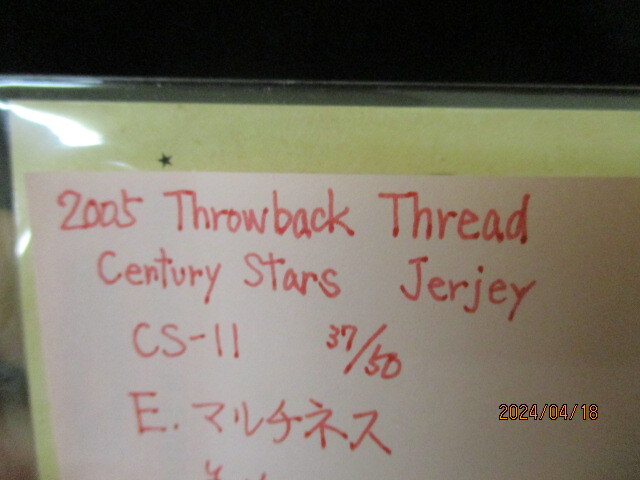 2005 Throwback Thread
Century Stars Jerjey
CS-11 37/50
E. マルチネス
2024/04/18